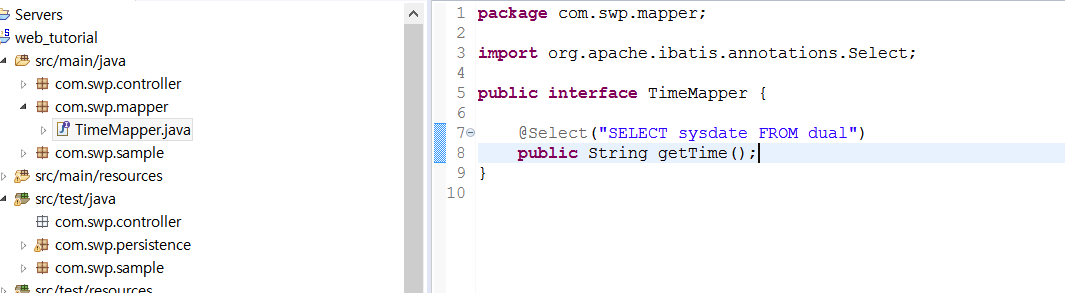 Servers
web_tutorial
src/main/java
com.swp.controller
com.swp.mapper
TimeMapper.java
com.swp.sample
src/main/resources
src/test/java
com.swp.controller
com.swp.persistence
com.swp.sample
src/test/resources
1 package com.swp.mapper;
2
3 import org.apache.ibatis.annotations.Select;
4
5 public interface TimeMapper {
6
7 @Select("SELECT sysdate FROM dual")
8 public String getTime();
9 }
10